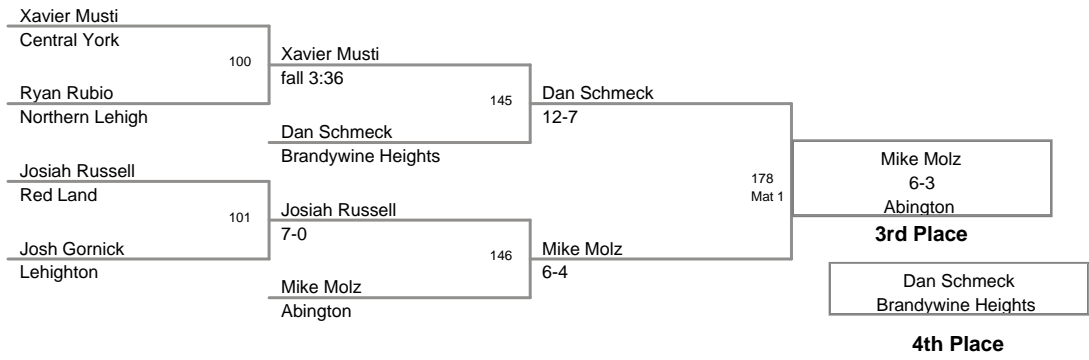 Xavier Musti
Central York
100
Ryan Rubio
Northern Lehigh
Xavier Musti
fall 3:36
145
Dan Schmeck
Brandywine Heights
Josiah Russell
Red Land
101
Josh Gornick
Lehighton
Josiah Russell
7-0
146
Mike Molz
Abington
Dan Schmeck
12-7
178
Mat 1
Mike Molz
6-4
Mike Molz
6-3
Abington
3rd Place
Dan Schmeck
Brandywine Heights
4th Place